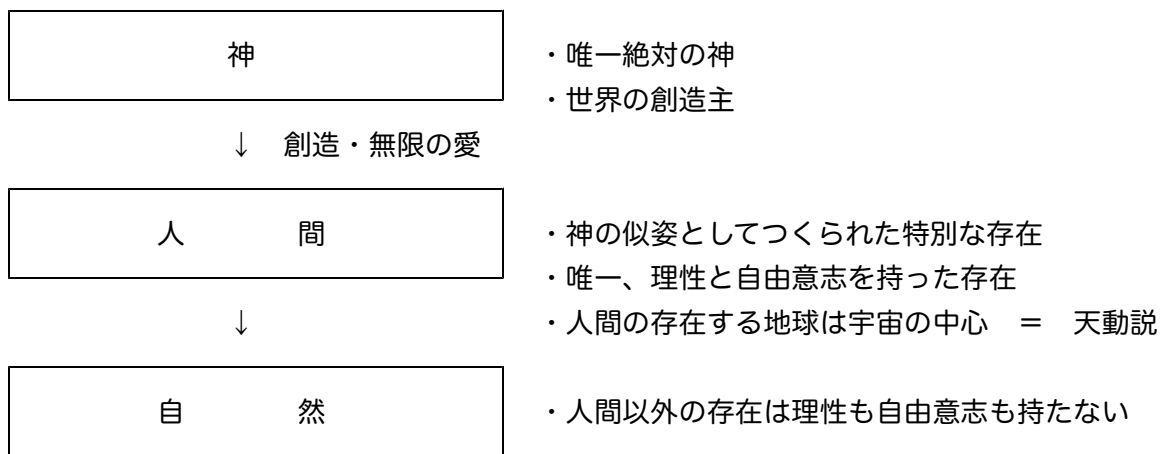 神
・唯一絶対の神
・世界の創造主
↓ 創造・無限の愛
人 間
・神の似姿としてつくられた特別な存在
・唯一、理性と自由意志を持った存在
↓
・人間の存在する地球は宇宙の中心 ＝ 天動説
自 然
・人間以外の存在は理性も自由意志も持たない